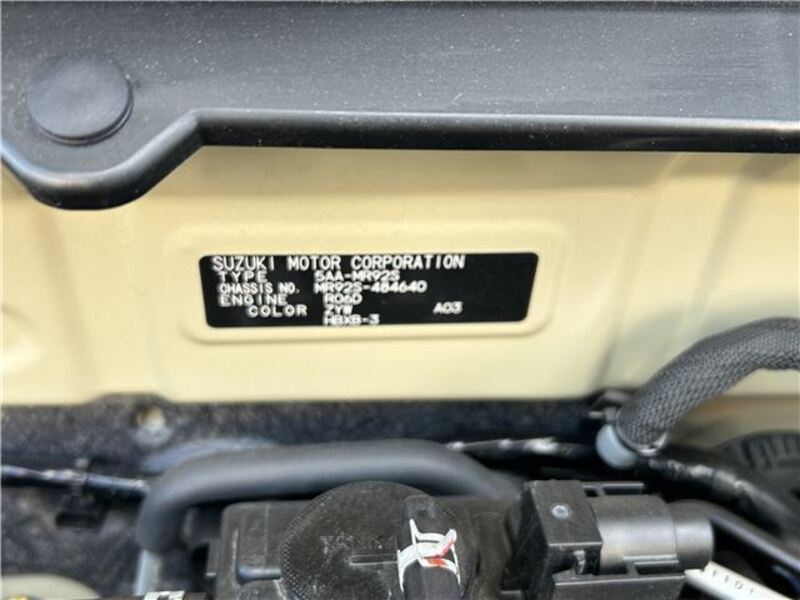 SUZUKI MOTOR CORPORATION
TYPE 5AA-MR92S
CHASSIS NO. MR92S-484640
ENGINE R06D
COLOR ZYW A03
HBXB-3